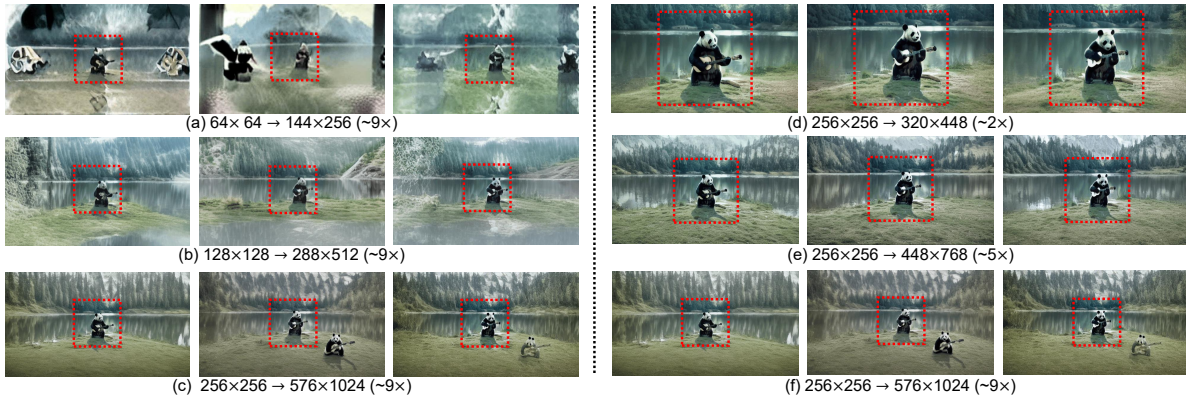 (a) 64× 64 → 144×256 (~9×)
(b) 128×128 → 288×512 (~9×)
(c) 256×256 → 576×1024 (~9×)
(d) 256×256 → 320×448 (~2×)
(e) 256×256 → 448×768 (~5×)
(f) 256×256 → 576×1024 (~9×)